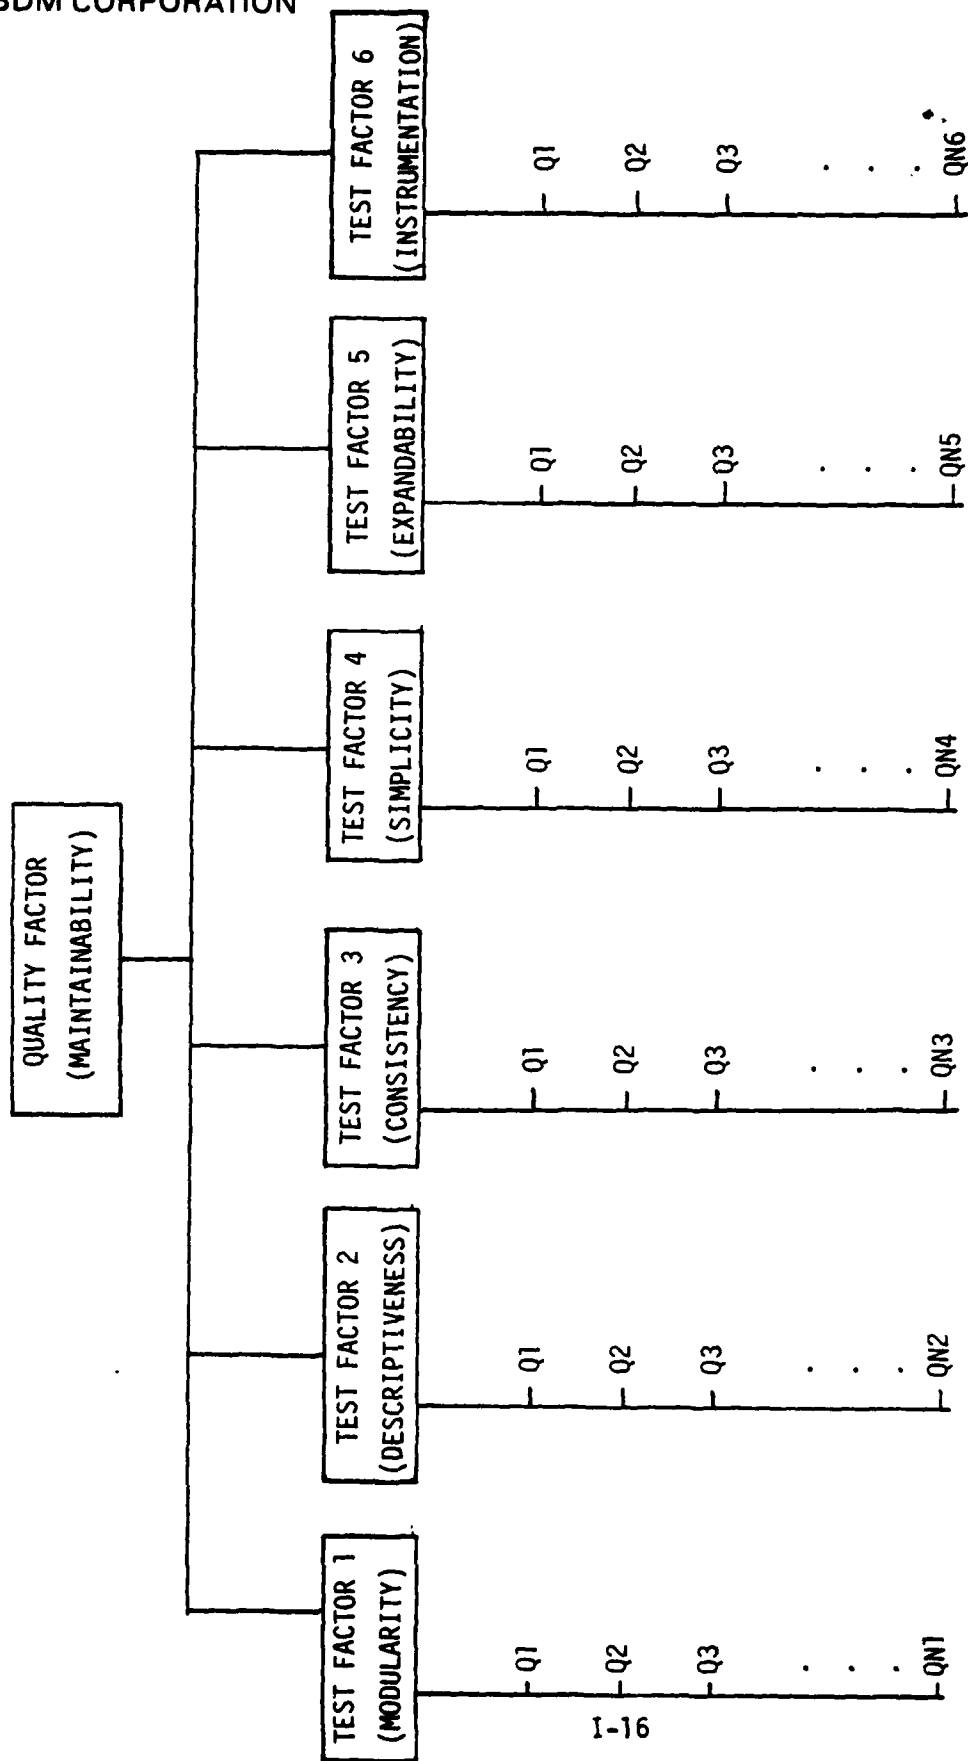 BDM CORPORATION
QUALITY FACTOR
(MAINTAINABILITY)
TEST FACTOR 1
(MODULARITY)
Q1
Q2
Q3
. . .
QN1
TEST FACTOR 2
(DESCRIPTIVENESS)
Q1
Q2
Q3
. . .
QN2
TEST FACTOR 3
(CONSISTENCY)
Q1
Q2
Q3
. . .
QN3
TEST FACTOR 4
(SIMPLICITY)
Q1
Q2
Q3
. . .
QN4
TEST FACTOR 5
(EXPANDABILITY)
Q1
Q2
Q3
. . .
QN5
TEST FACTOR 6
(INSTRUMENTATION)
Q1
Q2
Q3
. . .
QN6
I-16